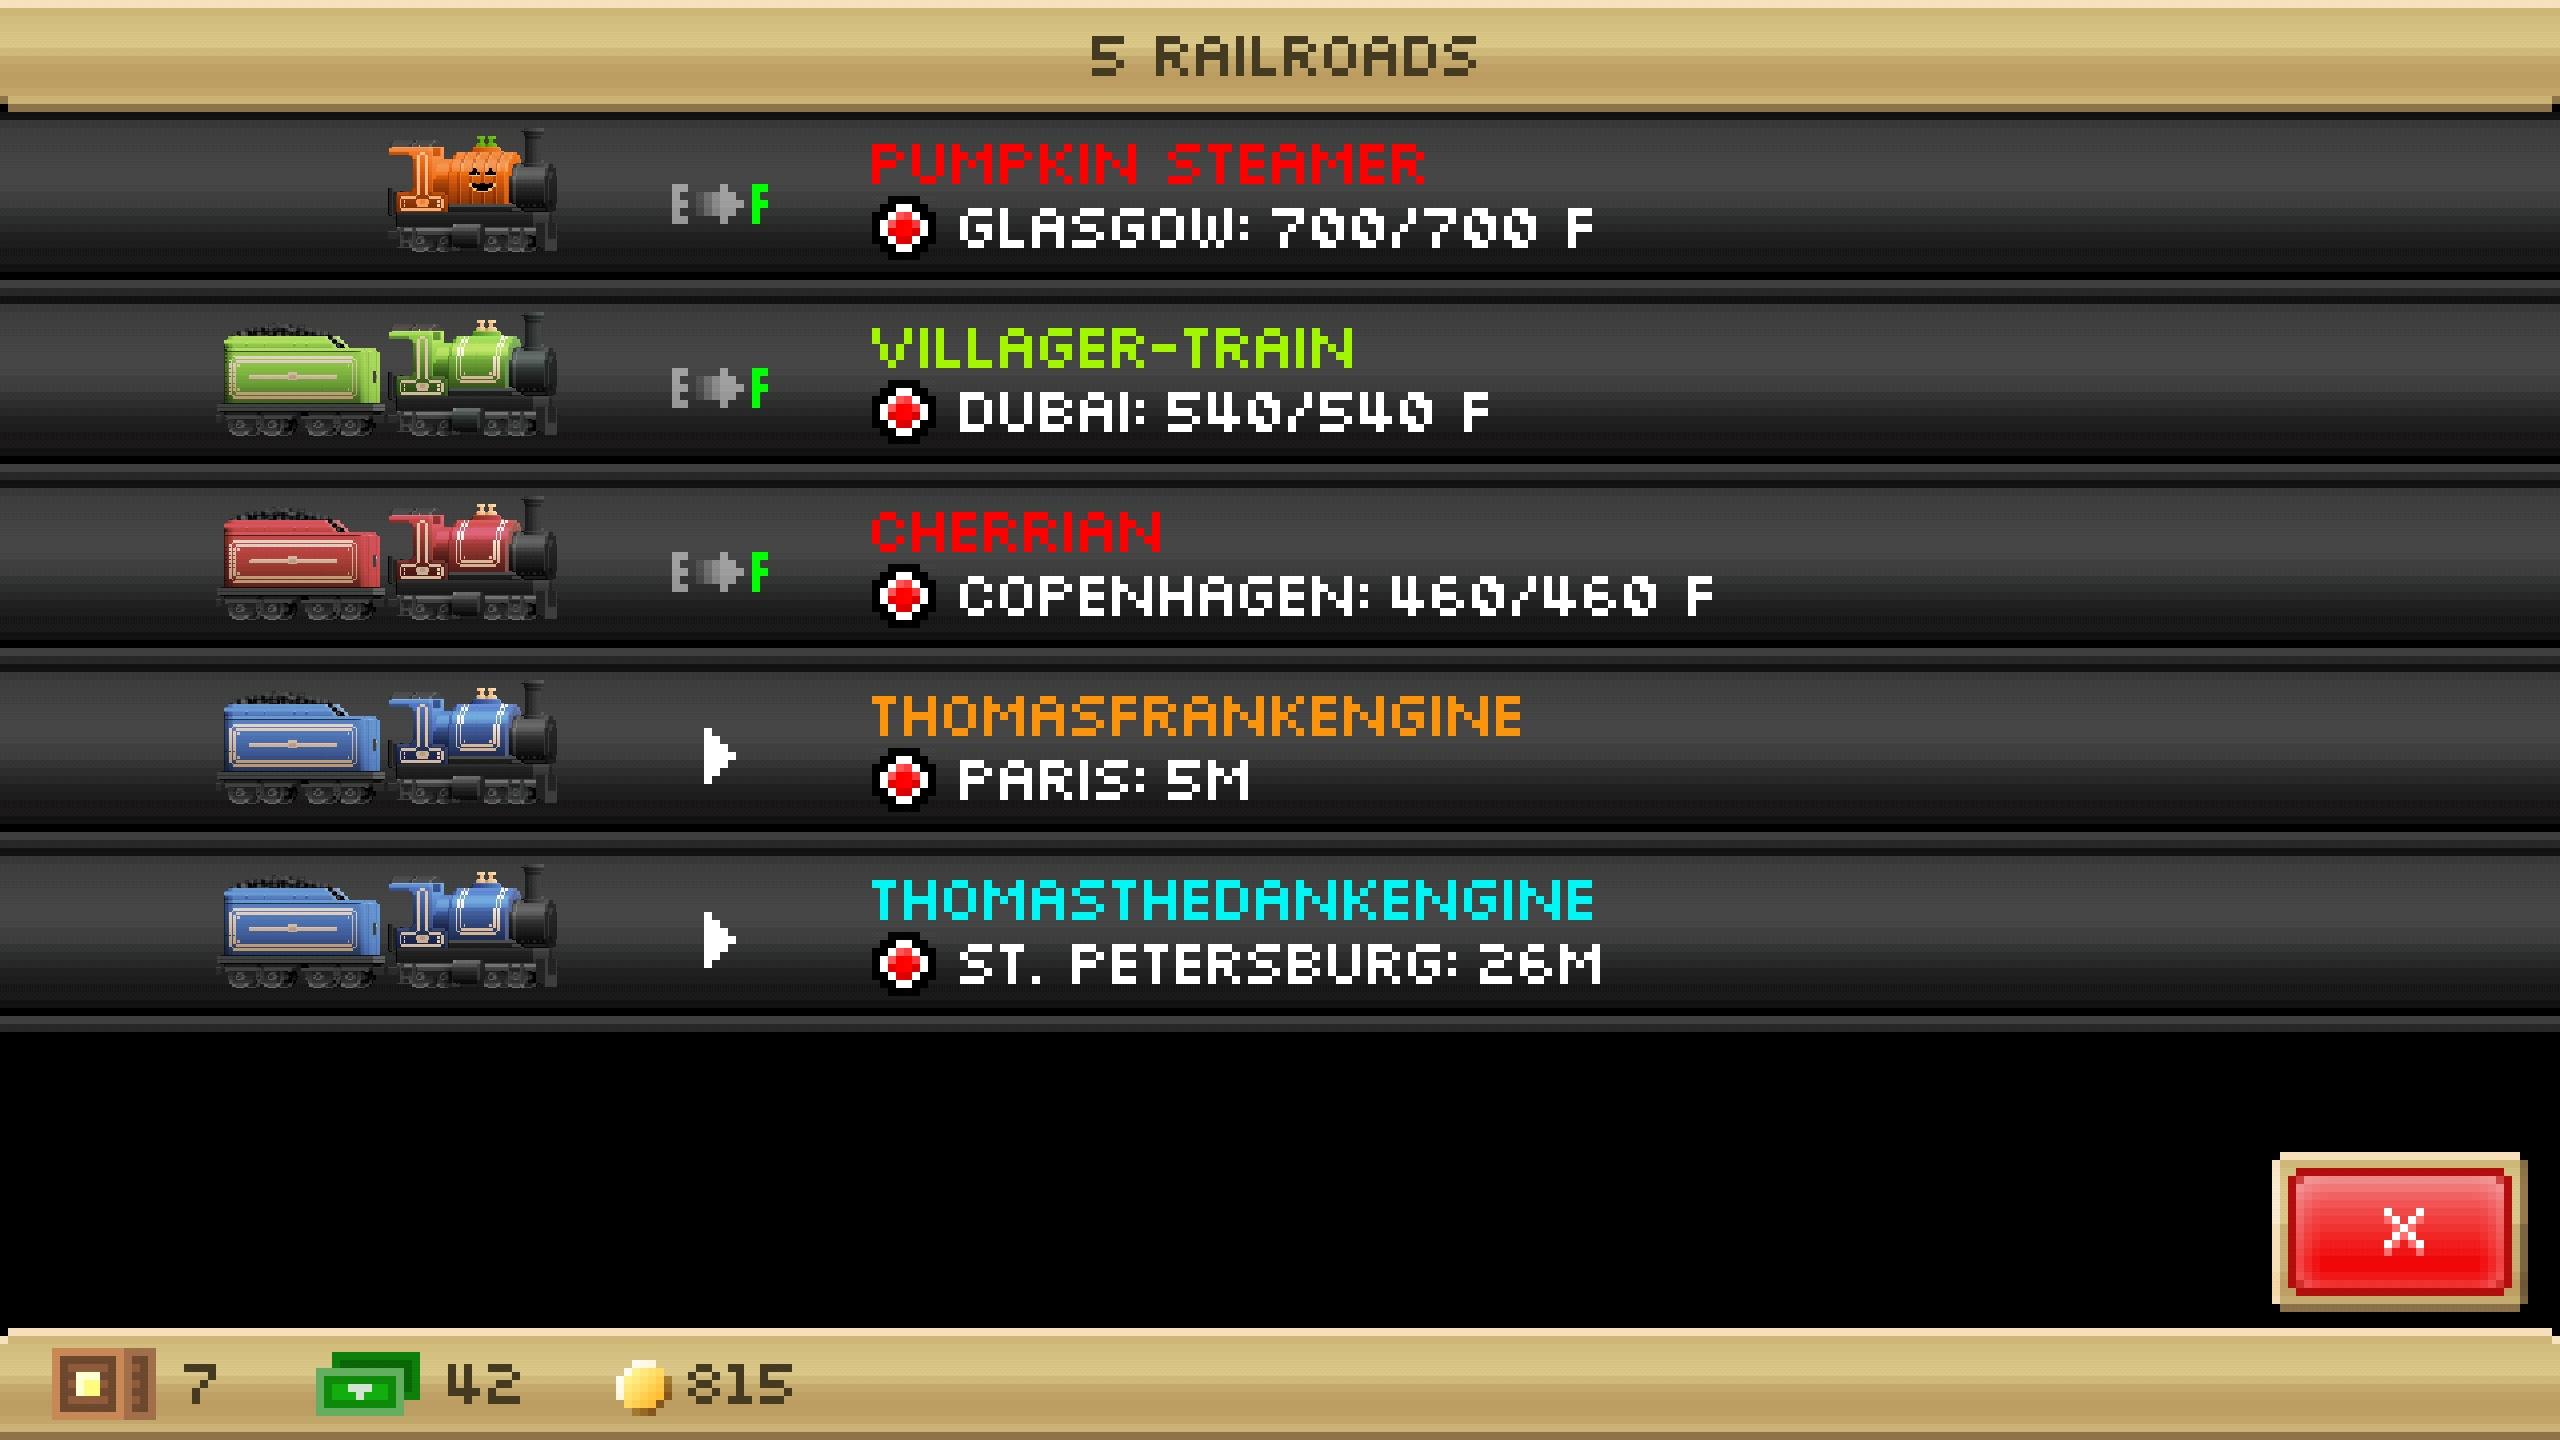 5 RAILROADS
PUMPKIN STEAMER
E F
GLASGOW: 700/700 F
VILLAGER-TRAIN
E F
DUBAI: 540/540 F
CHERRIAN
E F
COPENHAGEN: 460/460 F
THOMASFRANKENGINE
PARIS: 5M
THOMASTHEDANKENGINE
ST. PETERSBURG: 26M
X
7 42 815